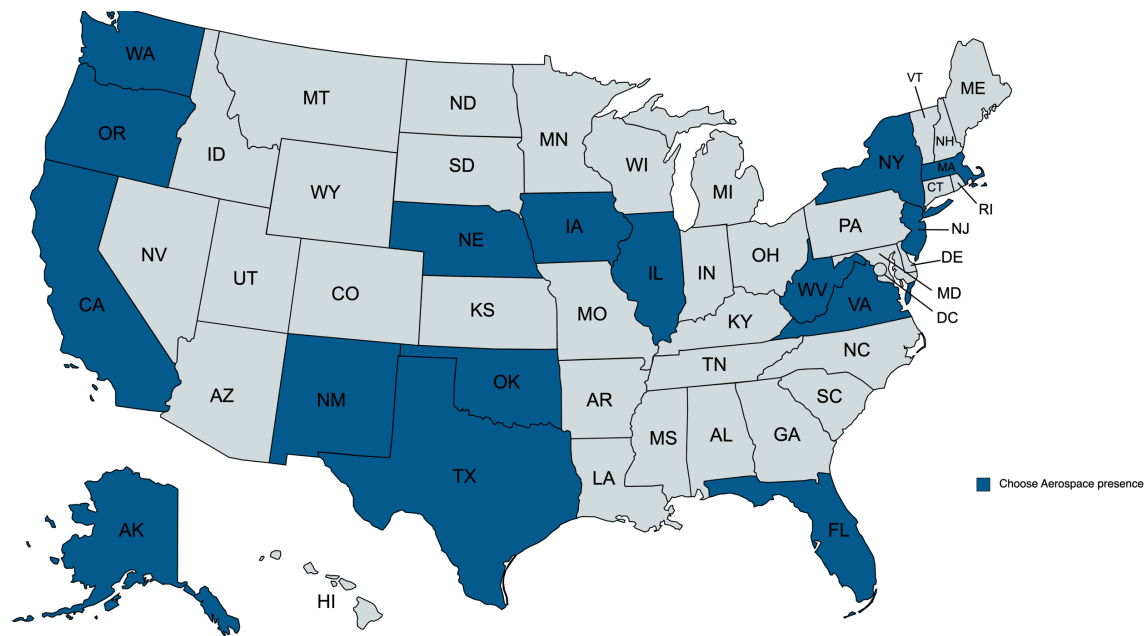 WA
OR
CA
NV
ID
MT
WY
UT
CO
AZ
NM
ND
SD
NE
KS
OK
TX
MN
IA
MO
AR
LA
WI
IL
MI
IN
OH
KY
TN
MS
AL
GA
FL
SC
NC
VA
WV
PA
NY
VT
NH
ME
MA
CT
RI
NJ
DE
MD
DC
AK
HI
Choose Aerospace presence